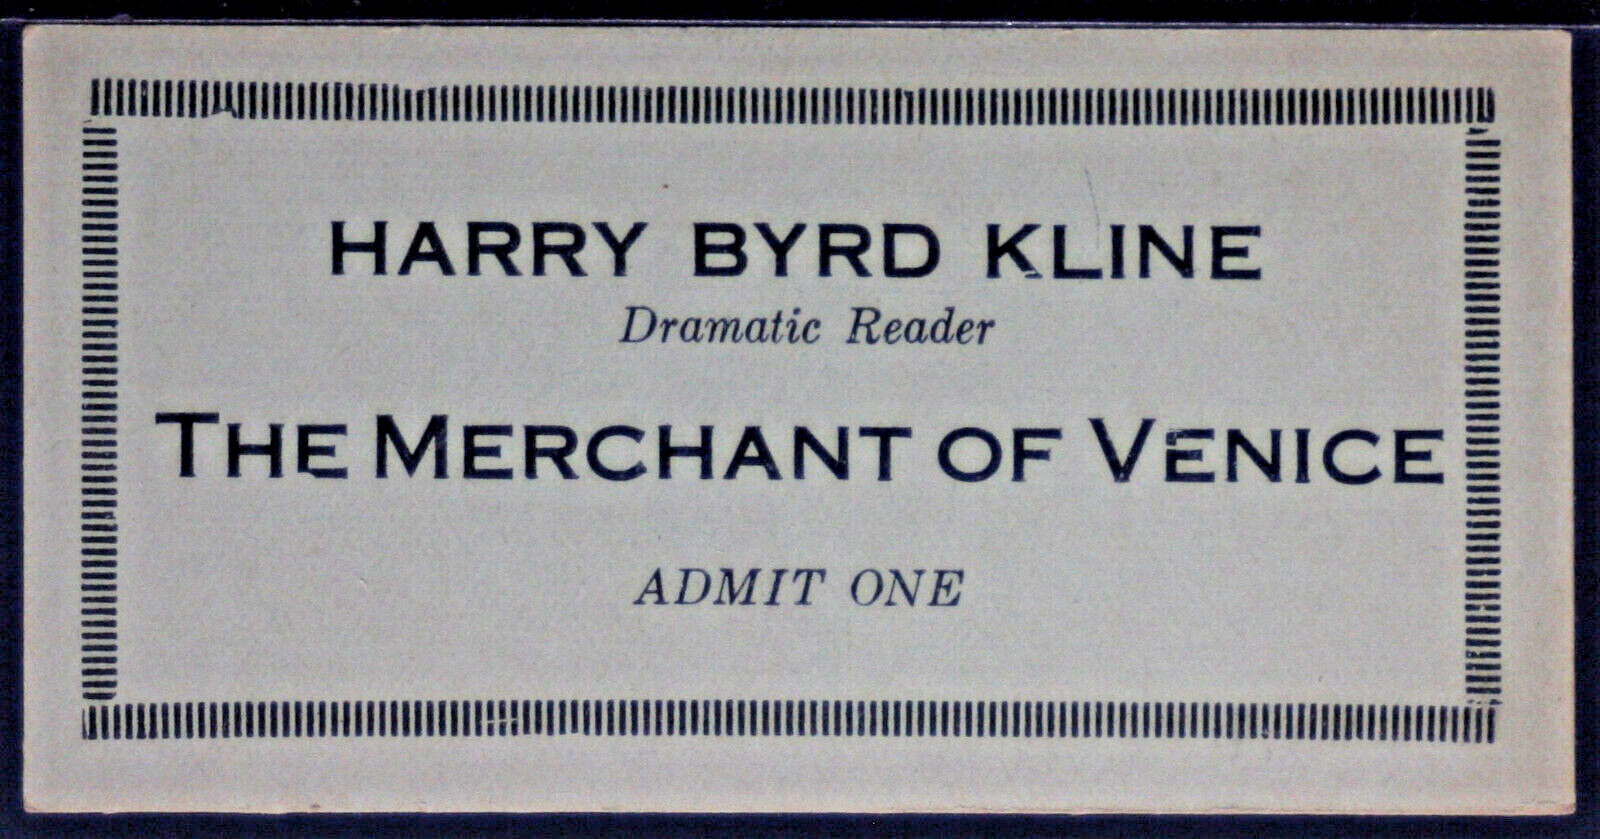 HARRY BYRD KLINE
Dramatic Reader
THE MERCHANT OF VENICE
ADMIT ONE